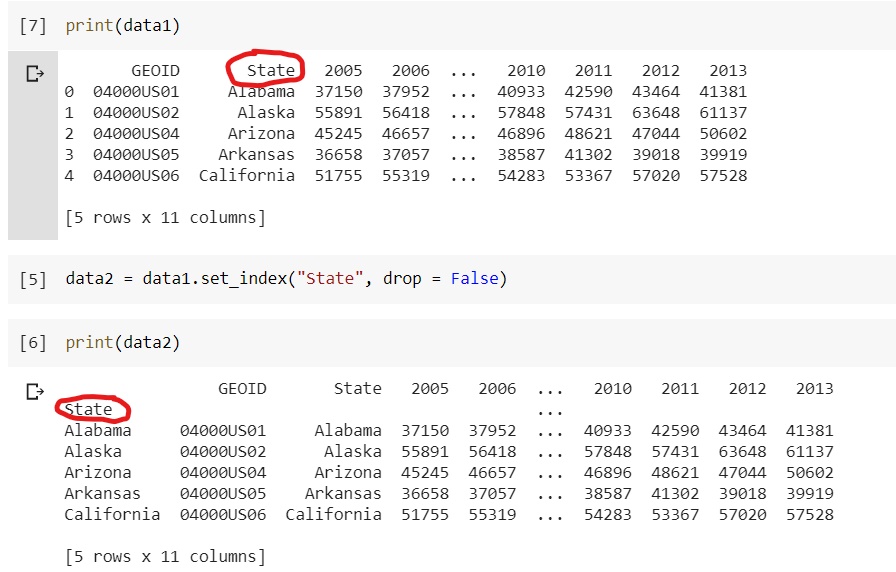 [7] print(data1)
GEOID State 2005 2006 ... 2010 2011 2012 2013
0 04000US01 Alabama 37150 37952 ... 40933 42590 43464 41381
1 04000US02 Alaska 55891 56418 ... 57848 57431 63648 61137
2 04000US04 Arizona 45245 46657 ... 46896 48621 47044 50602
3 04000US05 Arkansas 36658 37057 ... 38587 41302 39018 39919
4 04000US06 California 51755 55319 ... 54283 53367 57020 57528
[5 rows x 11 columns]
[5] data2 = data1.set_index("State", drop = False)
[6] print(data2)
GEOID State 2005 2006 ... 2010 2011 2012 2013
State ...
Alabama 04000US01 Alabama 37150 37952 ... 40933 42590 43464 41381
Alaska 04000US02 Alaska 55891 56418 ... 57848 57431 63648 61137
Arizona 04000US04 Arizona 45245 46657 ... 46896 48621 47044 50602
Arkansas 04000US05 Arkansas 36658 37057 ... 38587 41302 39018 39919
California 04000US06 California 51755 55319 ... 54283 53367 57020 57528
[5 rows x 11 columns]